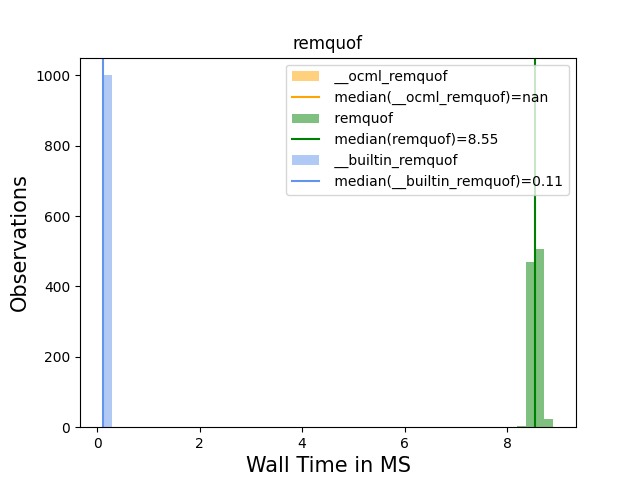 remquof
1000
800
600
400
200
0
Observations
__ocml_remquof
median(__ocml_remquof)=nan
remquof
median(remquof)=8.55
__builtin_remquof
median(__builtin_remquof)=0.11
0 2 4 6 8
Wall Time in MS